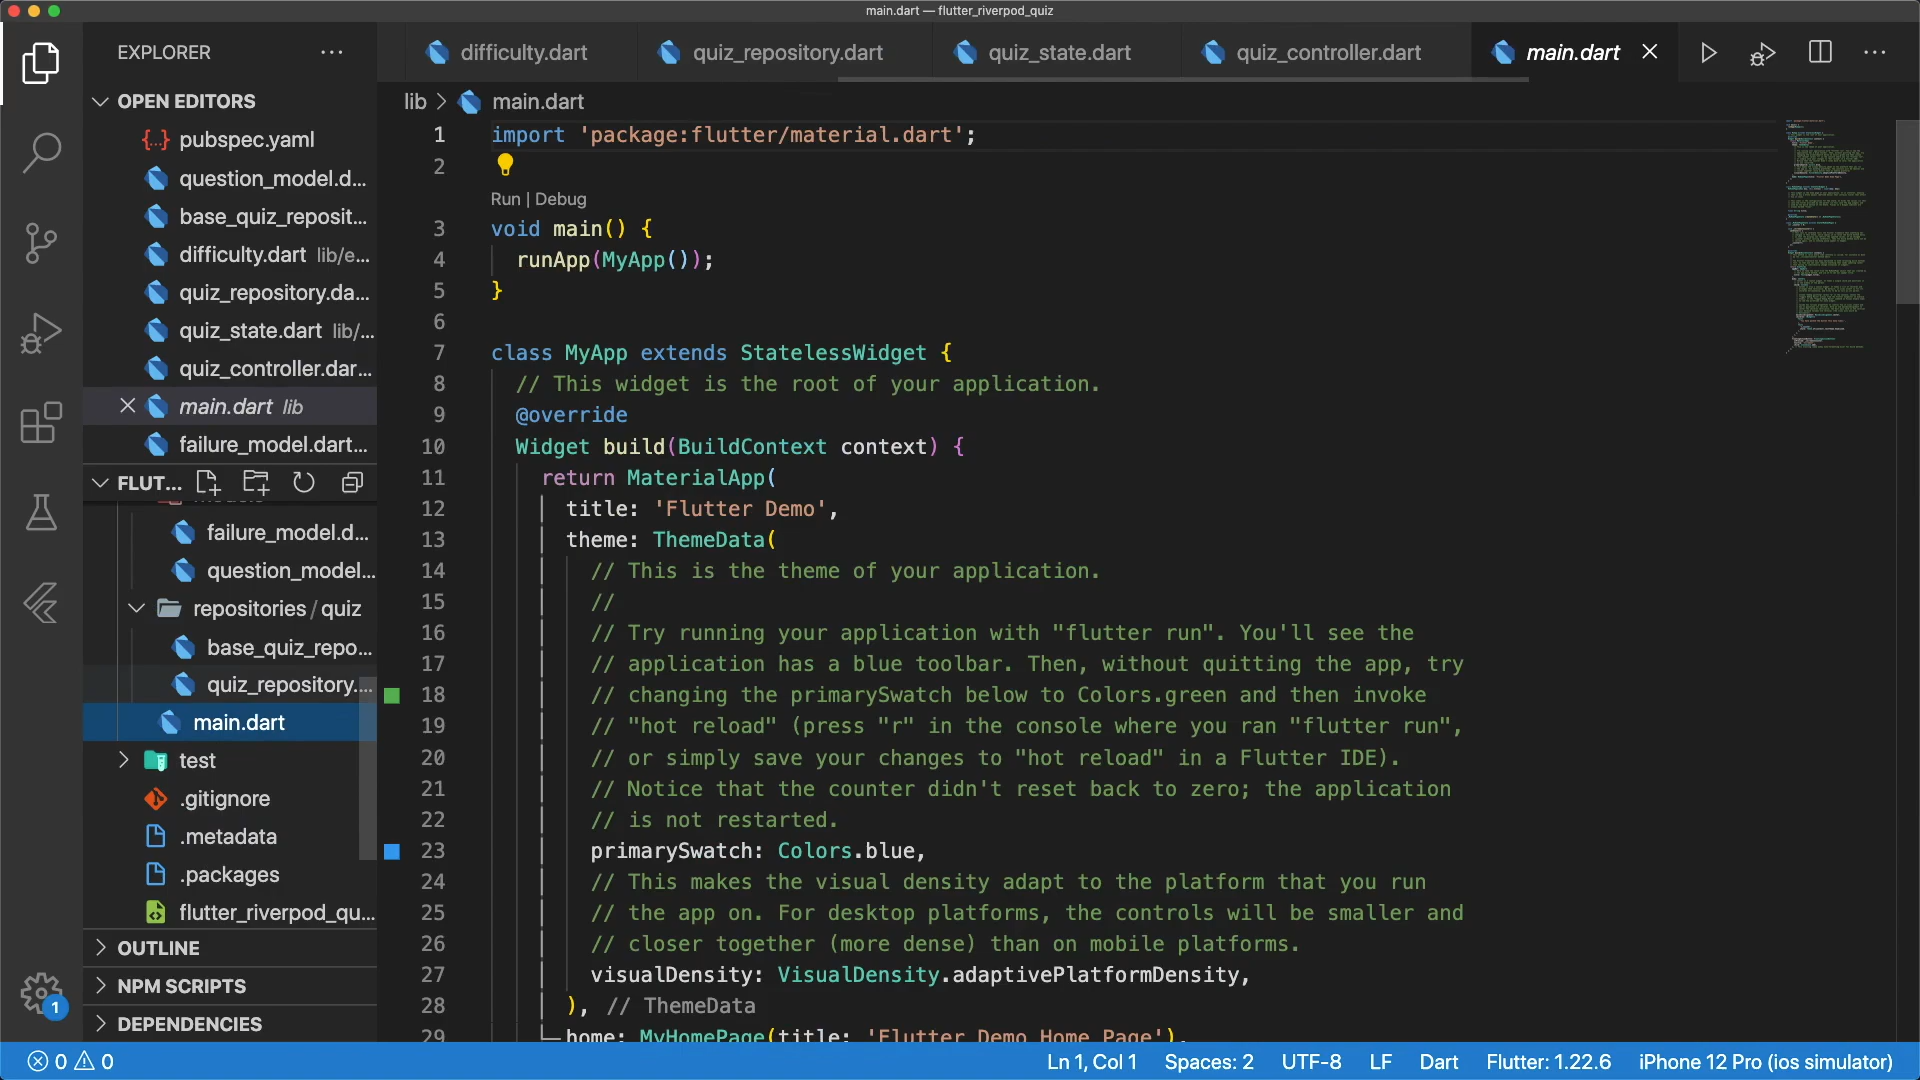 main.dart — flutter_riverpod_quiz
EXPLORER
difficulty.dart
quiz_repository.dart
quiz_state.dart
quiz_controller.dart
main.dart
OPEN EDITORS
pubspec.yaml
question_model.d...
base_quiz_reposit...
difficulty.dart lib/e...
quiz_repository.da...
quiz_state.dart lib/...
quiz_controller.dar...
main.dart lib
failure_model.dart...
FLUT...
failure_model.d...
question_model...
repositories / quiz
base_quiz_repo...
quiz_repository....
main.dart
test
.gitignore
.metadata
.packages
flutter_riverpod_qu...
OUTLINE
NPM SCRIPTS
DEPENDENCIES
1
lib > main.dart
1 import 'package:flutter/material.dart';
2
Run | Debug
3 void main() {
4 runApp(MyApp());
5 }
6
7 class MyApp extends StatelessWidget {
8 // This widget is the root of your application.
9 @override
10 Widget build(BuildContext context) {
11 return MaterialApp(
12 title: 'Flutter Demo',
13 theme: ThemeData(
14 // This is the theme of your application.
15 //
16 // Try running your application with "flutter run". You'll see the
17 // application has a blue toolbar. Then, without quitting the app, try
18 // changing the primarySwatch below to Colors.green and then invoke
19 // "hot reload" (press "r" in the console where you ran "flutter run",
20 // or simply save your changes to "hot reload" in a Flutter IDE).
21 // Notice that the counter didn't reset back to zero; the application
22 // is not restarted.
23 primarySwatch: Colors.blue,
24 // This makes the visual density adapt to the platform that you run
25 // the app on. For desktop platforms, the controls will be smaller and
26 // closer together (more dense) than on mobile platforms.
27 visualDensity: VisualDensity.adaptivePlatformDensity,
28 ), // ThemeData
29 home: MyHomePage(title: 'Flutter Demo Home Page'),
0 0
Ln 1, Col 1 Spaces: 2 UTF-8 LF Dart Flutter: 1.22.6 iPhone 12 Pro (ios simulator)